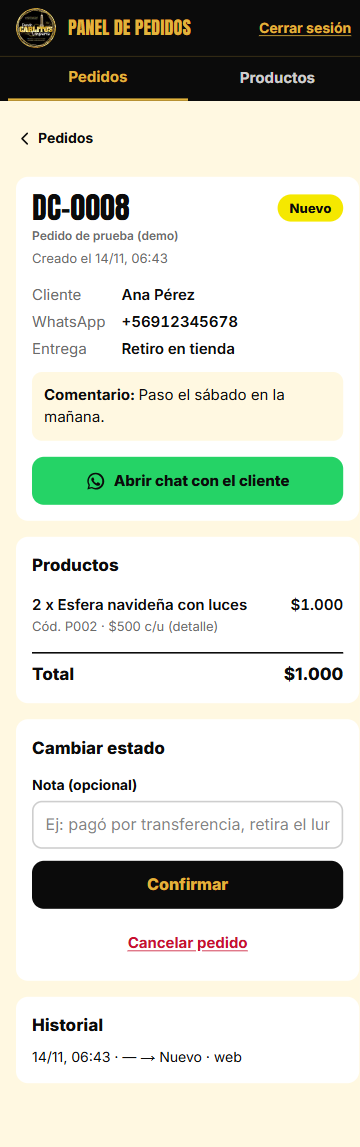 CARLITOS
PANEL DE PEDIDOS
Cerrar sesión
Pedidos
Productos
Pedidos
DC-0008
Nuevo
Pedido de prueba (demo)
Creado el 14/11, 06:43
Cliente Ana Pérez
WhatsApp +56912345678
Entrega Retiro en tienda
Comentario: Paso el sábado en la
mañana.
Abrir chat con el cliente
Productos
2 x Esfera navideña con luces $1.000
Cód. P002 · $500 c/u (detalle)
Total $1.000
Cambiar estado
Nota (opcional)
Ej: pagó por transferencia, retira el lur
Confirmar
Cancelar pedido
Historial
14/11, 06:43 · — → Nuevo · web